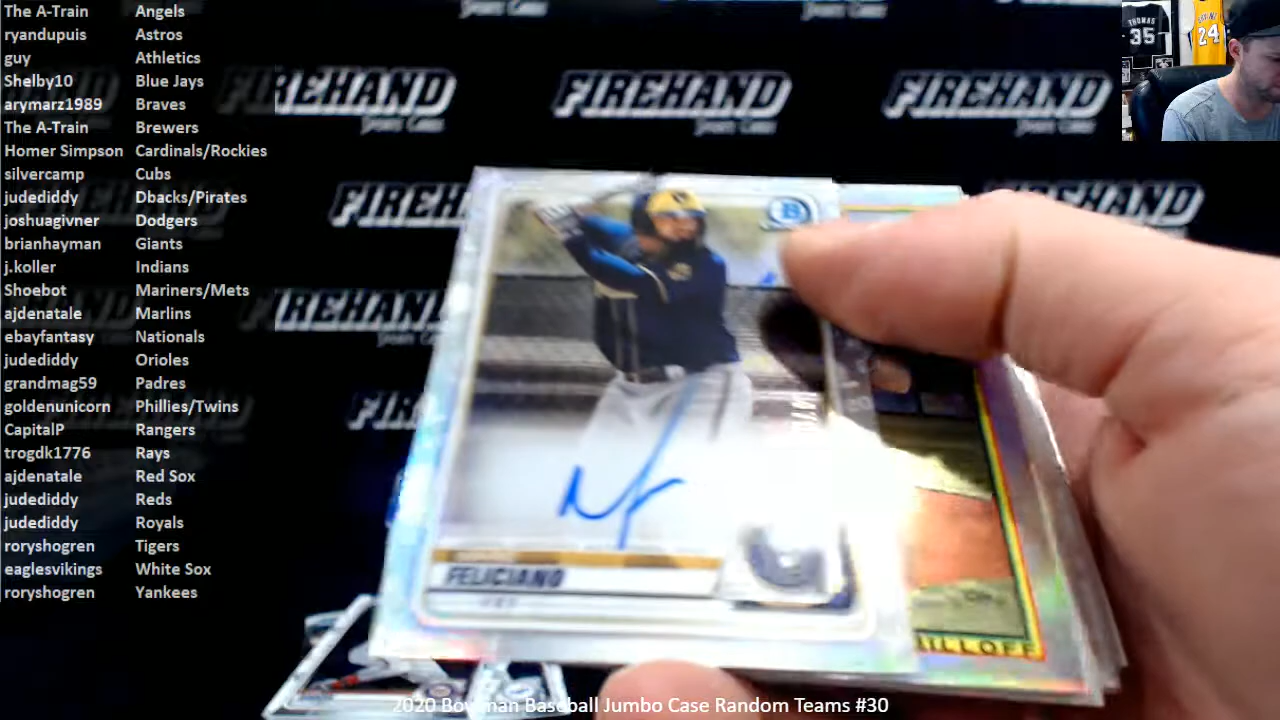 The A-Train Angels
ryandupuis Astros
guy Athletics
Shelby10 Blue Jays
arymarz1989 Braves
The A-Train Brewers
Homer Simpson Cardinals/Rockies
silvercamp Cubs
judediddy Dbacks/Pirates
joshuagivner Dodgers
brianhayman Giants
j.koller Indians
Shoebot Mariners/Mets
ajdenatale Marlins
ebayfantasy Nationals
judediddy Orioles
grandmag59 Padres
goldenunicorn Phillies/Twins
CapitalP Rangers
trogdk1776 Rays
ajdenatale Red Sox
judediddy Reds
judediddy Royals
roryshogren Tigers
eaglesvikings White Sox
roryshogren Yankees
FIREHAND
FIREHAND
FIREHAND
FIREHAND
FIREHAND
THOMAS
35
24
B
FELICIANO
ILLOFF
2020 Bowman Baseball Jumbo Case Random Teams #30